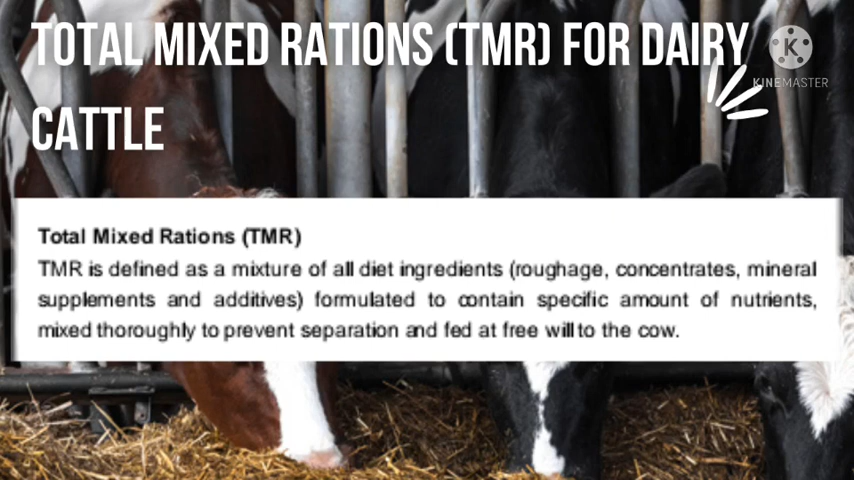 TOTAL MIXED RATIONS (TMR) FOR DAIRY
CATTLE
K
KINEMASTER
Total Mixed Rations (TMR)
TMR is defined as a mixture of all diet ingredients (roughage, concentrates, mineral
supplements and additives) formulated to contain specific amount of nutrients,
mixed thoroughly to prevent separation and fed at free will to the cow.